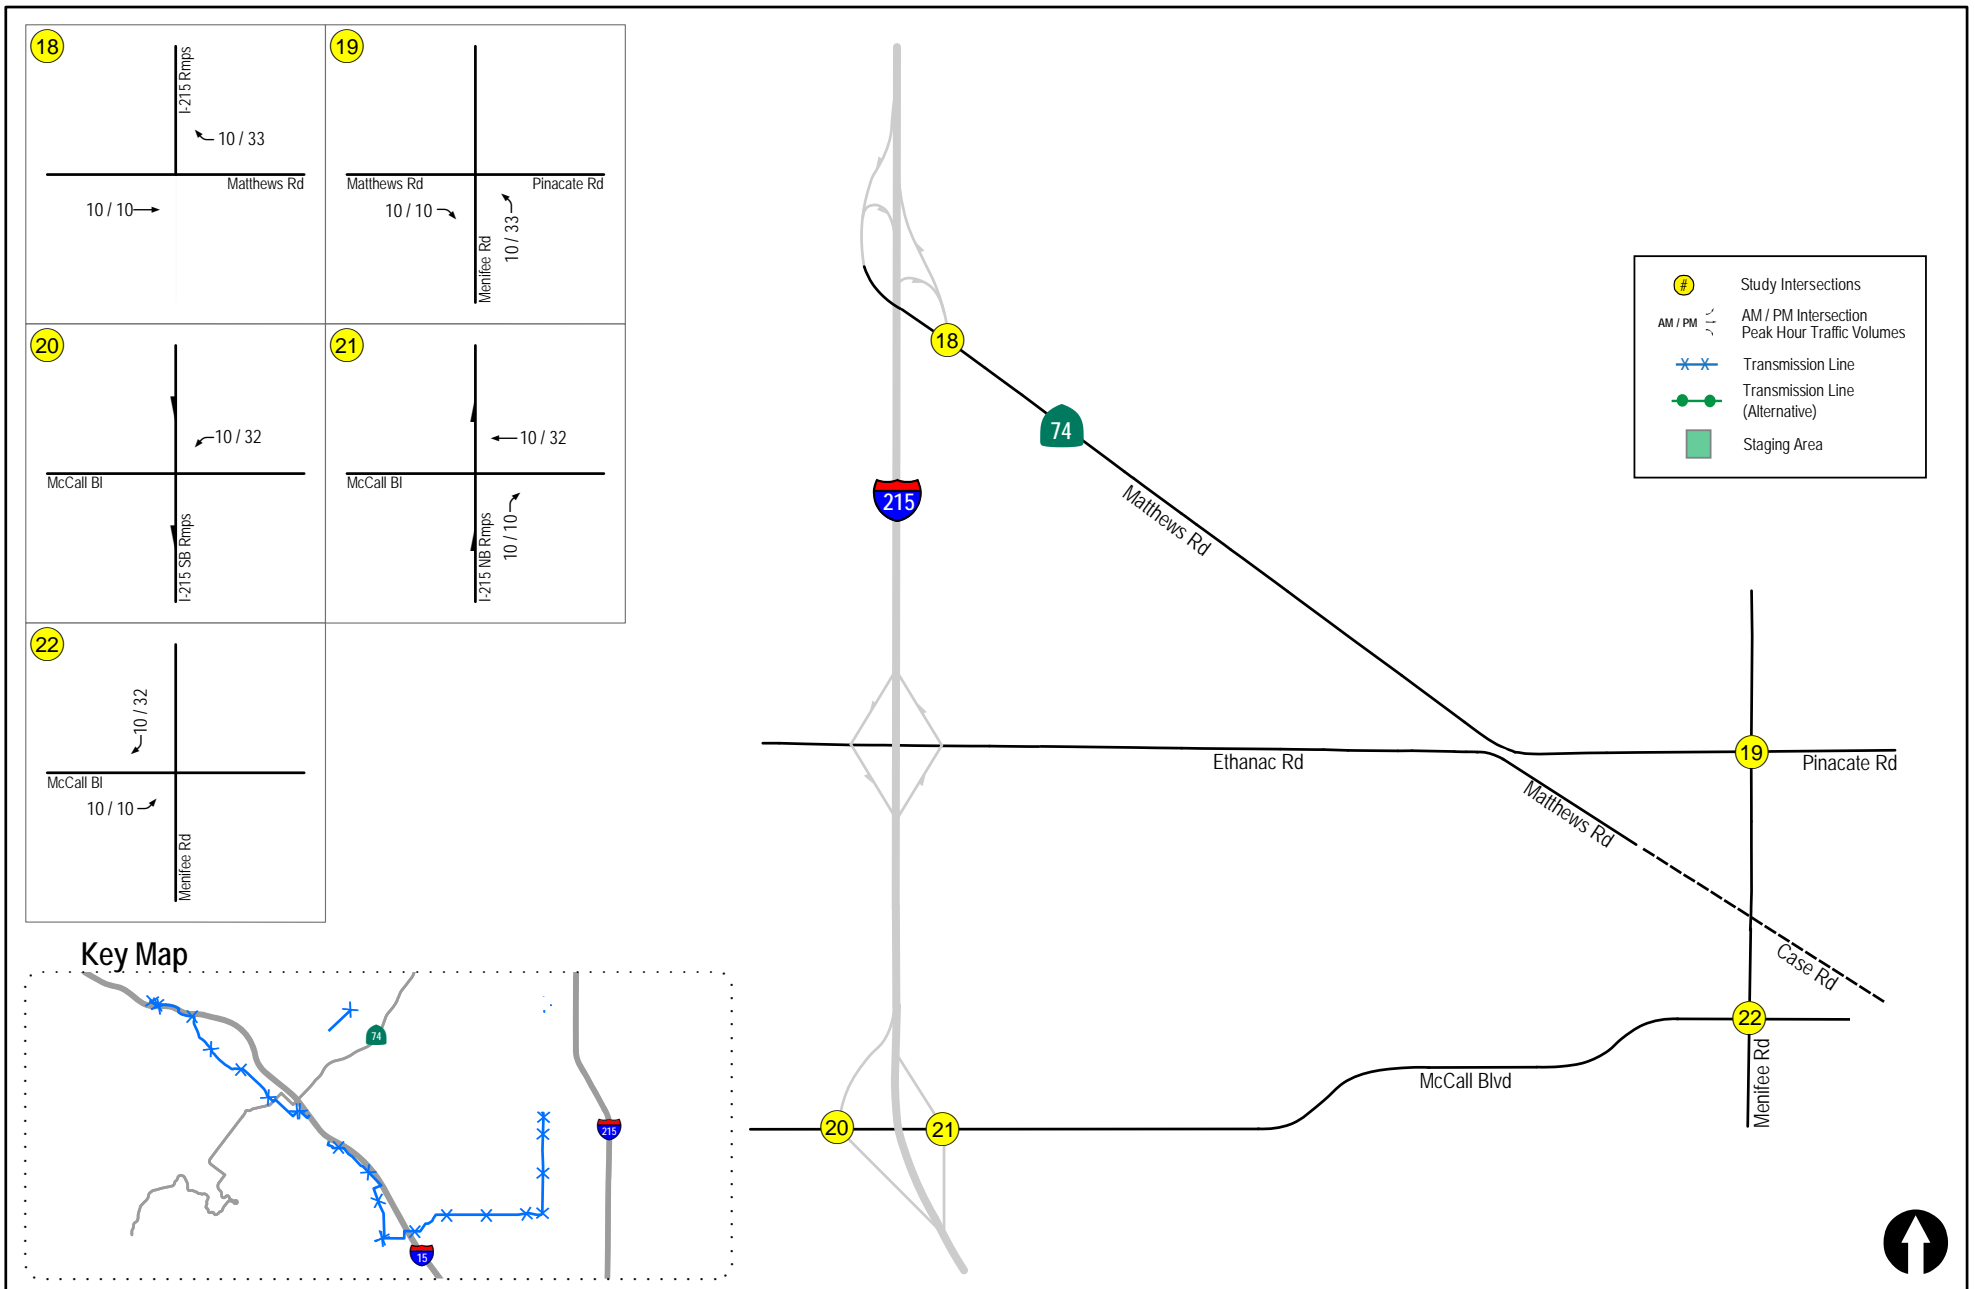 18
I-215 Rmps
10 / 33
Matthews Rd
10 / 10
19
Matthews Rd
Pinacate Rd
10 / 10
10 / 33
Menifee Rd
20
10 / 32
McCall Bl
I-215 SB Rmps
21
10 / 32
McCall Bl
10 / 10
I-215 NB Rmps
22
10 / 32
McCall Bl
10 / 10
Menifee Rd
Key Map
74
215
15
18
74
215
Matthews Rd
Ethanac Rd
19
Pinacate Rd
Matthews Rd
Case Rd
22
McCall Blvd
Menifee Rd
20
21
# Study Intersections
AM / PM AM / PM Intersection
Peak Hour Traffic Volumes
Transmission Line
Transmission Line
(Alternative)
Staging Area